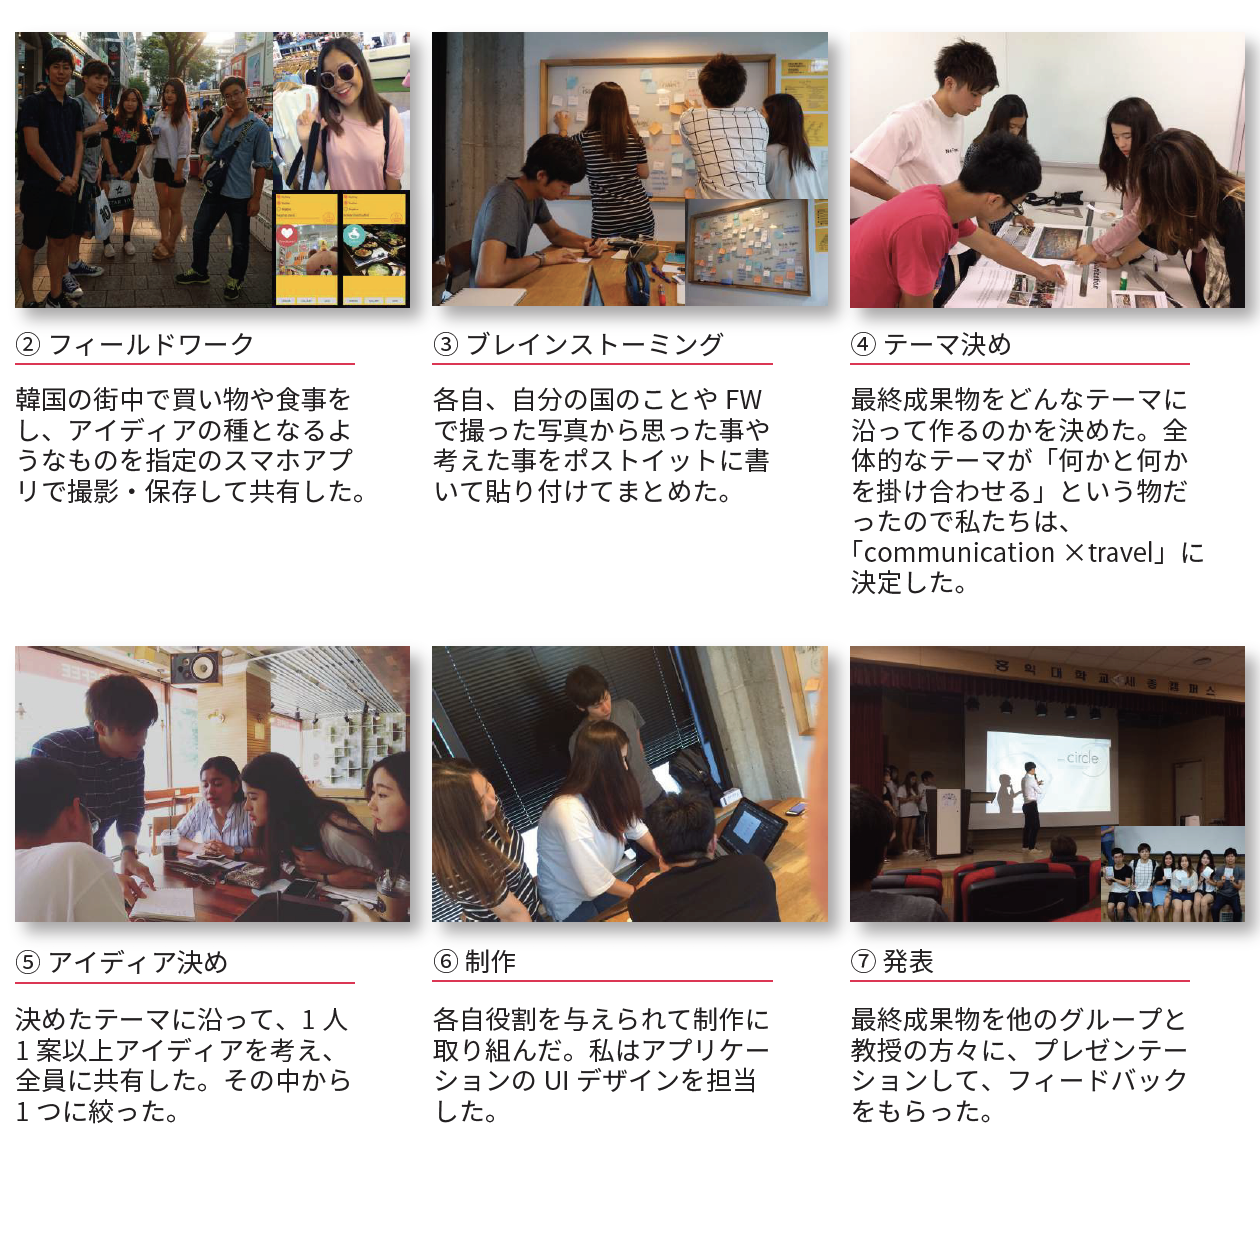 ② フィールドワーク
韓国の街中で買い物や食事を
し、アイディアの種となるよ
うなものを指定のスマホアプ
リで撮影・保存して共有した。
③ ブレインストーミング
各自、自分の国のことや FW
で撮った写真から思った事や
考えた事をポストイットに書
いて貼り付けてまとめた。
④ テーマ決め
最終成果物をどんなテーマに
沿って作るのかを決めた。全
体的なテーマが「何かと何か
を掛け合わせる」という物だ
ったので私たちは、
「communication ×travel」に
決定した。
홍익대학교 세종캠퍼스
circle
⑤ アイディア決め
決めたテーマに沿って、1 人
1 案以上アイディアを考え、
全員に共有した。その中から
1 つに絞った。
⑥ 制作
各自役割を与えられて制作に
取り組んだ。私はアプリケー
ションの UI デザインを担当
した。
⑦ 発表
最終成果物を他のグループと
教授の方々に、プレゼンテー
ションして、フィードバック
をもらった。